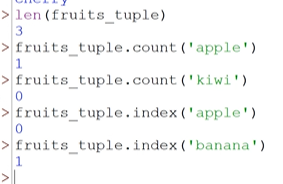 > len(fruits_tuple)
3
> fruits_tuple.count('apple')
1
> fruits_tuple.count('kiwi')
0
> fruits_tuple.index('apple')
0
> fruits_tuple.index('banana')
1
>